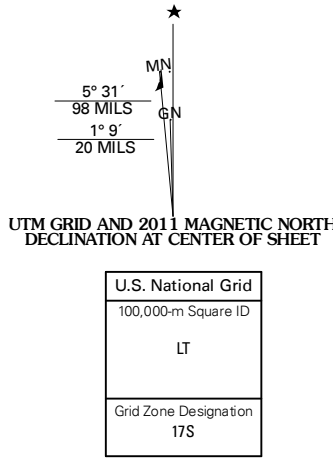 MN
5° 31´
98 MILS
GN
1° 9´
20 MILS
UTM GRID AND 2011 MAGNETIC NORTH
DECLINATION AT CENTER OF SHEET
U.S. National Grid
100,000-m Square ID
LT
Grid Zone Designation
17S